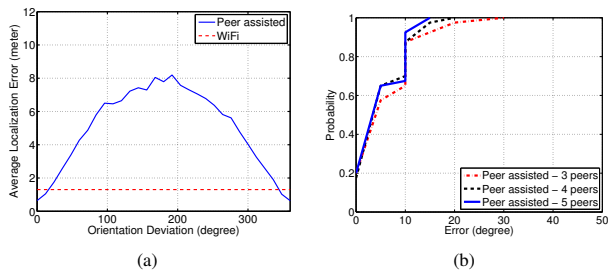 12
10
8
6
4
2
0
0
100
200
300
Average Localization Error (meter)
Orientation Deviation (degree)
Peer assisted
WiFi
(a)
1
0.8
0.6
0.4
0.2
0
0
10
20
30
40
50
Probability
Error (degree)
Peer assisted − 3 peers
Peer assisted − 4 peers
Peer assisted − 5 peers
(b)